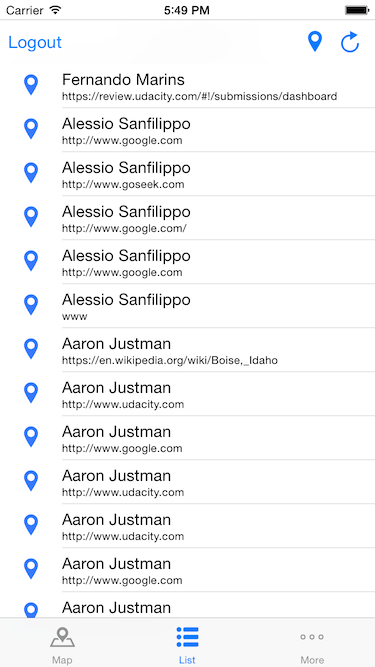 Carrier 5:49 PM
Logout
Fernando Marins
https://review.udacity.com/#!/submissions/dashboard
Alessio Sanfilippo
http://www.google.com
Alessio Sanfilippo
http://www.goseek.com
Alessio Sanfilippo
http://www.google.com/
Alessio Sanfilippo
http://www.google.com
Alessio Sanfilippo
www
Aaron Justman
https://en.wikipedia.org/wiki/Boise,_Idaho
Aaron Justman
http://www.udacity.com
Aaron Justman
http://www.google.com
Aaron Justman
http://www.udacity.com
Aaron Justman
http://www.udacity.com
Aaron Justman
http://www.google.com
Aaron Justman
Map List More